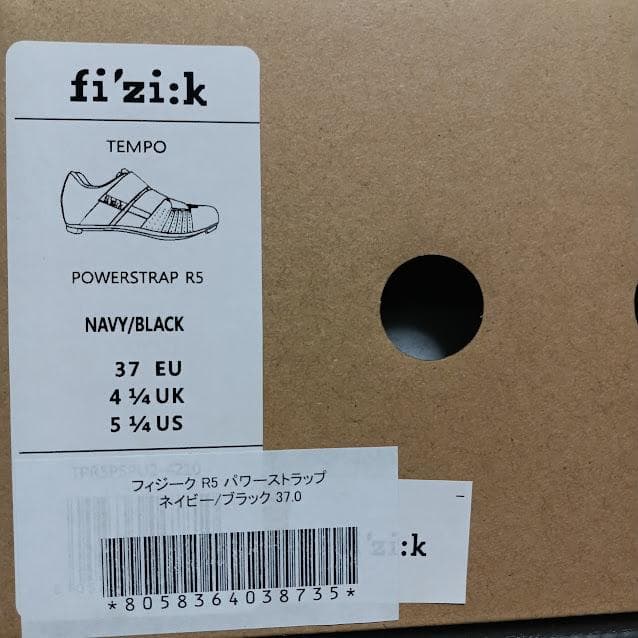 fi'zi:k
TEMPO
POWERSTRAP R5
NAVY/BLACK
37 EU
4 ¼ UK
5 ¼ US
フィジーク R5 パワーストラップ
ネイビー/ブラック 37.0
zi:k
*8058364038735*